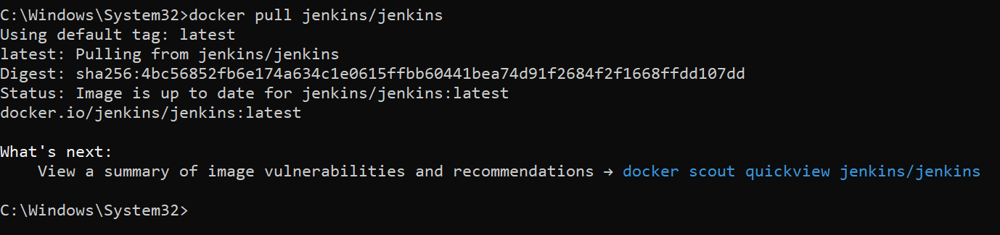 C:\Windows\System32>docker pull jenkins/jenkins
Using default tag: latest
latest: Pulling from jenkins/jenkins
Digest: sha256:4bc56852fb6e174a634c1e0615ffbb60441bea74d91f2684f2f1668ffdd107dd
Status: Image is up to date for jenkins/jenkins:latest
docker.io/jenkins/jenkins:latest
What's next:
View a summary of image vulnerabilities and recommendations → docker scout quickview jenkins/jenkins
C:\Windows\System32>